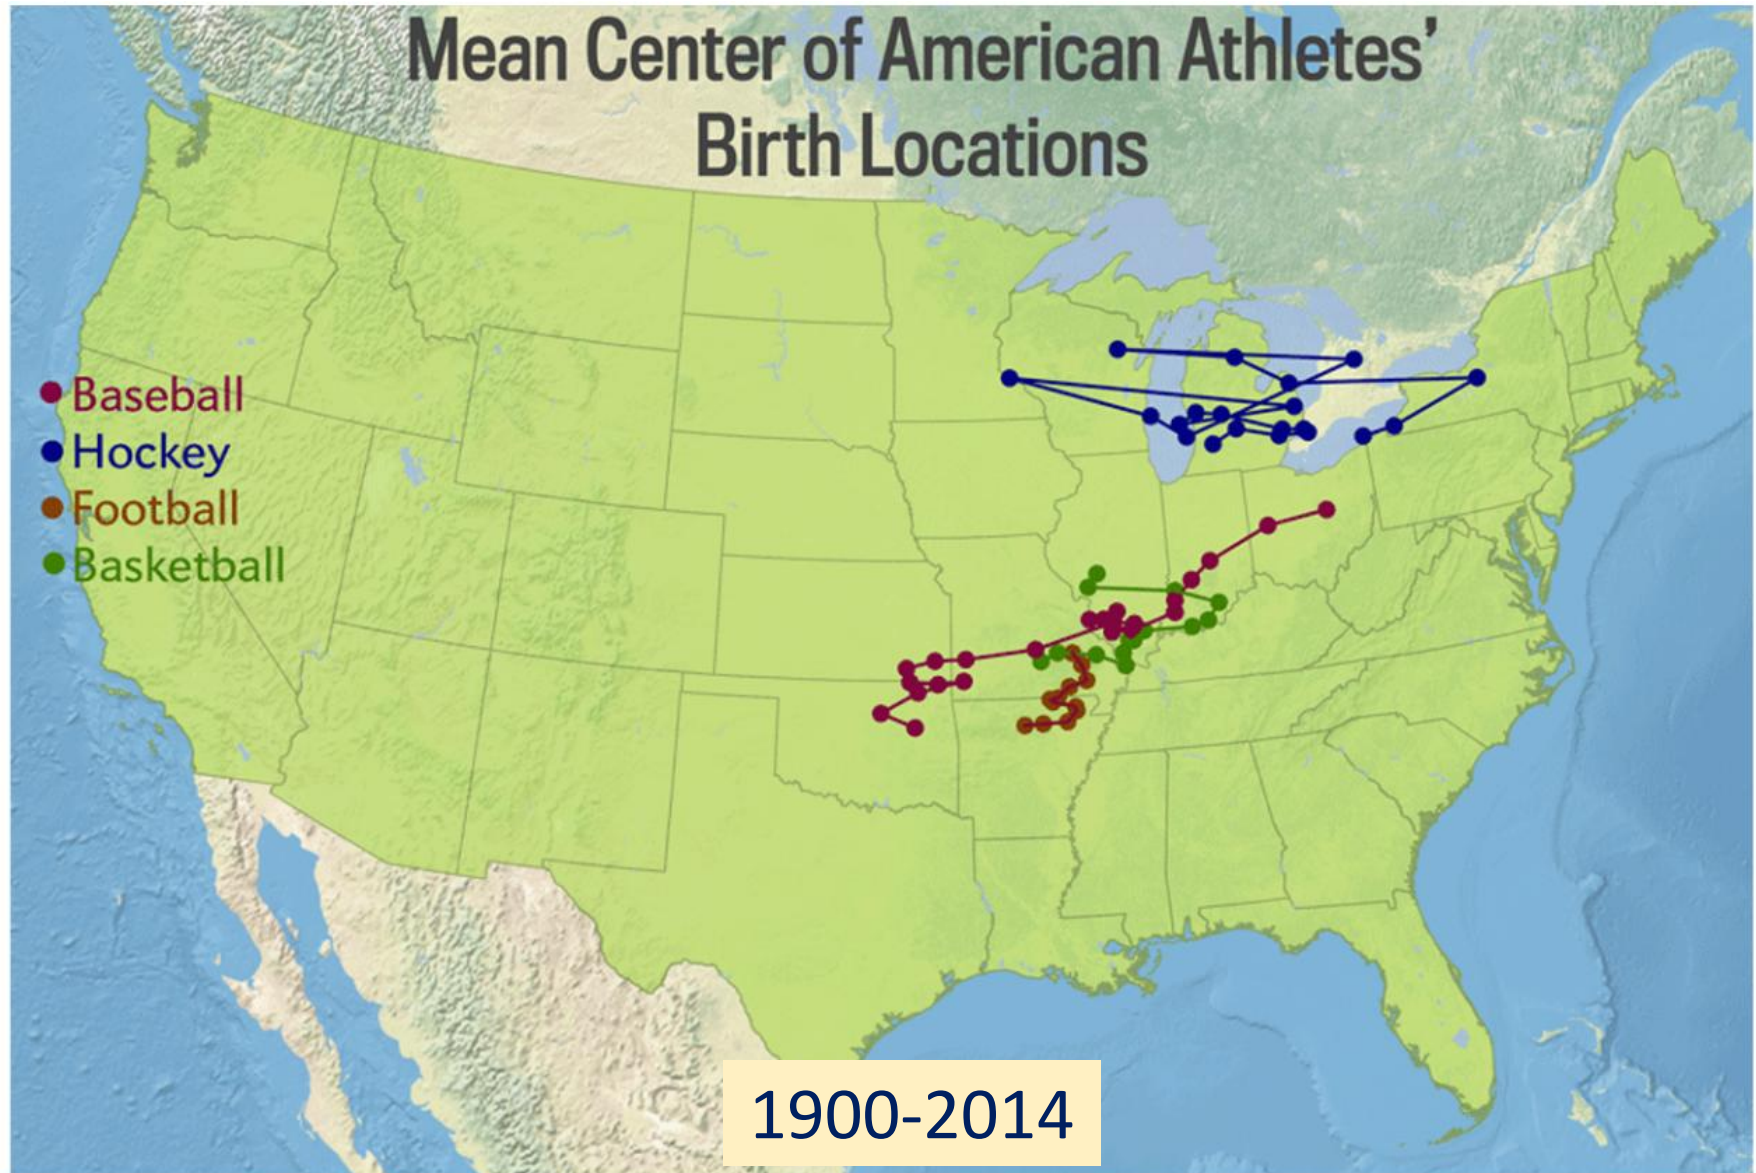 Mean Center of American Athletes’
Birth Locations
Baseball
Hockey
Football
Basketball
1900-2014